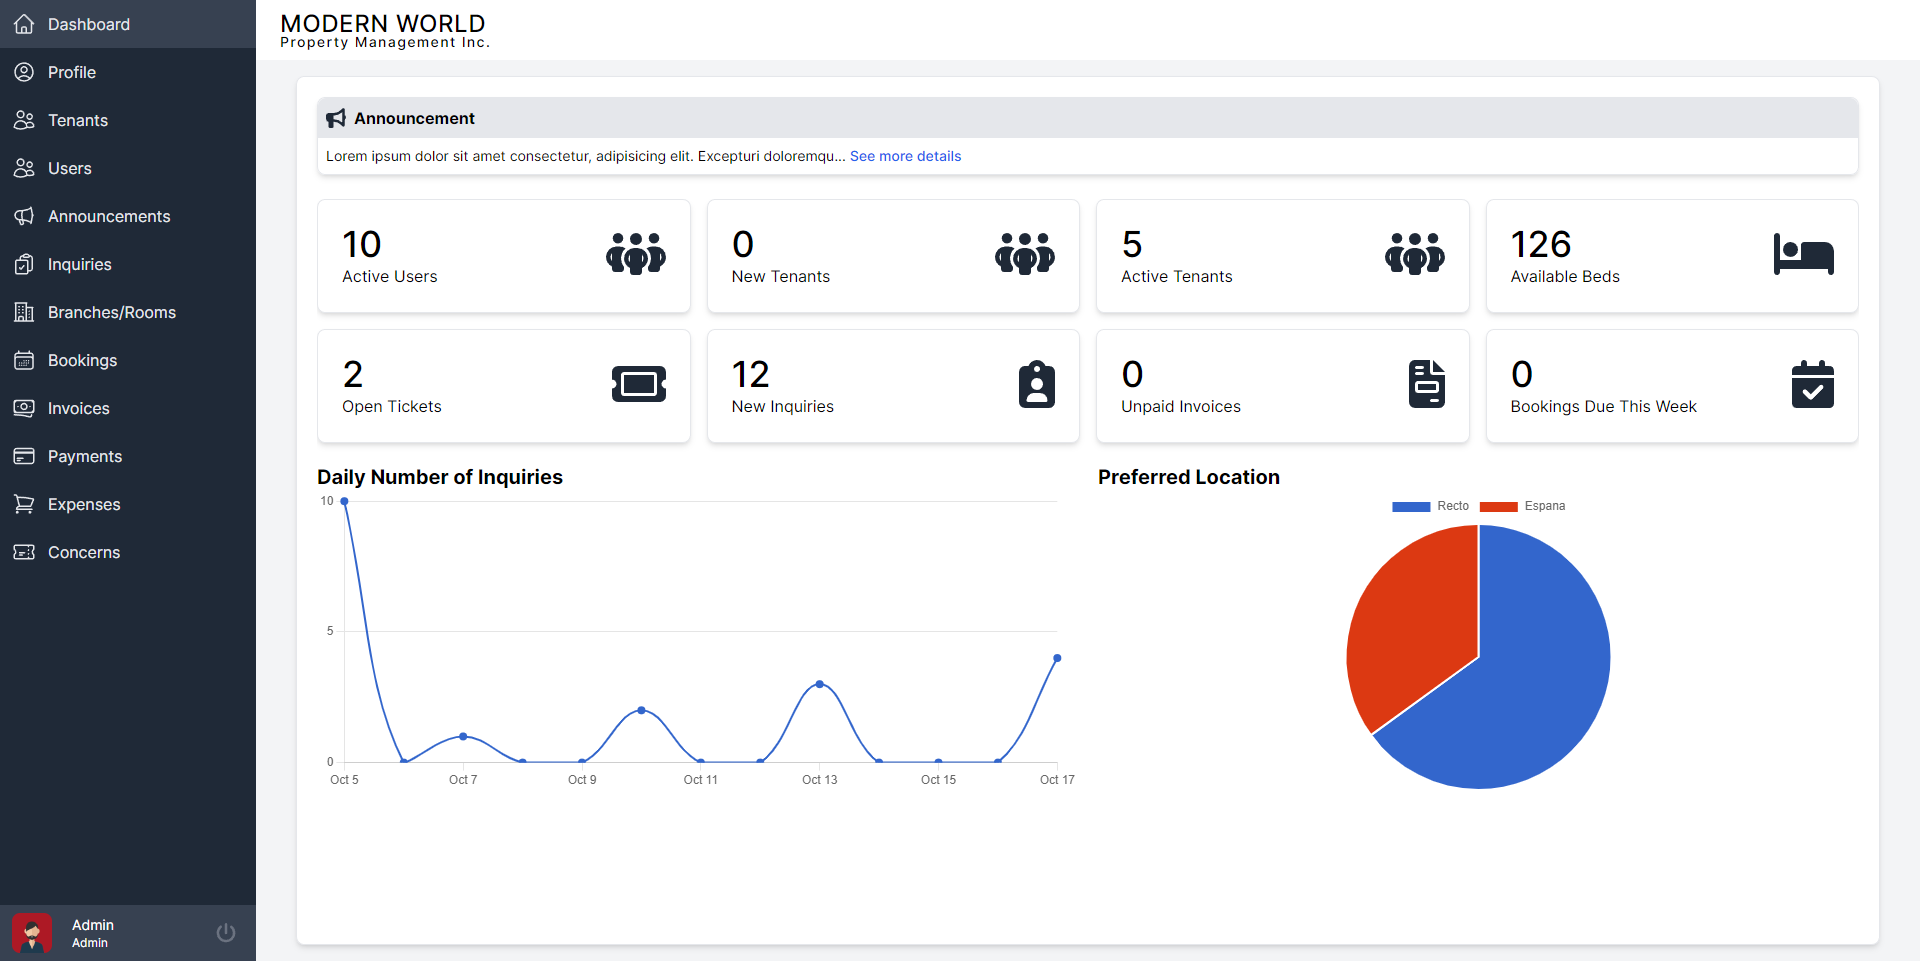 Dashboard
Profile
Tenants
Users
Announcements
Inquiries
Branches/Rooms
Bookings
Invoices
Payments
Expenses
Concerns
Admin
Admin
MODERN WORLD
Property Management Inc.
Announcement
Lorem ipsum dolor sit amet consectetur, adipisicing elit. Excepturi doloremqu... See more details
10
Active Users
0
New Tenants
5
Active Tenants
126
Available Beds
2
Open Tickets
12
New Inquiries
0
Unpaid Invoices
0
Bookings Due This Week
Daily Number of Inquiries
10
5
0
Oct 5 Oct 7 Oct 9 Oct 11 Oct 13 Oct 15 Oct 17
Preferred Location
Recto Espana